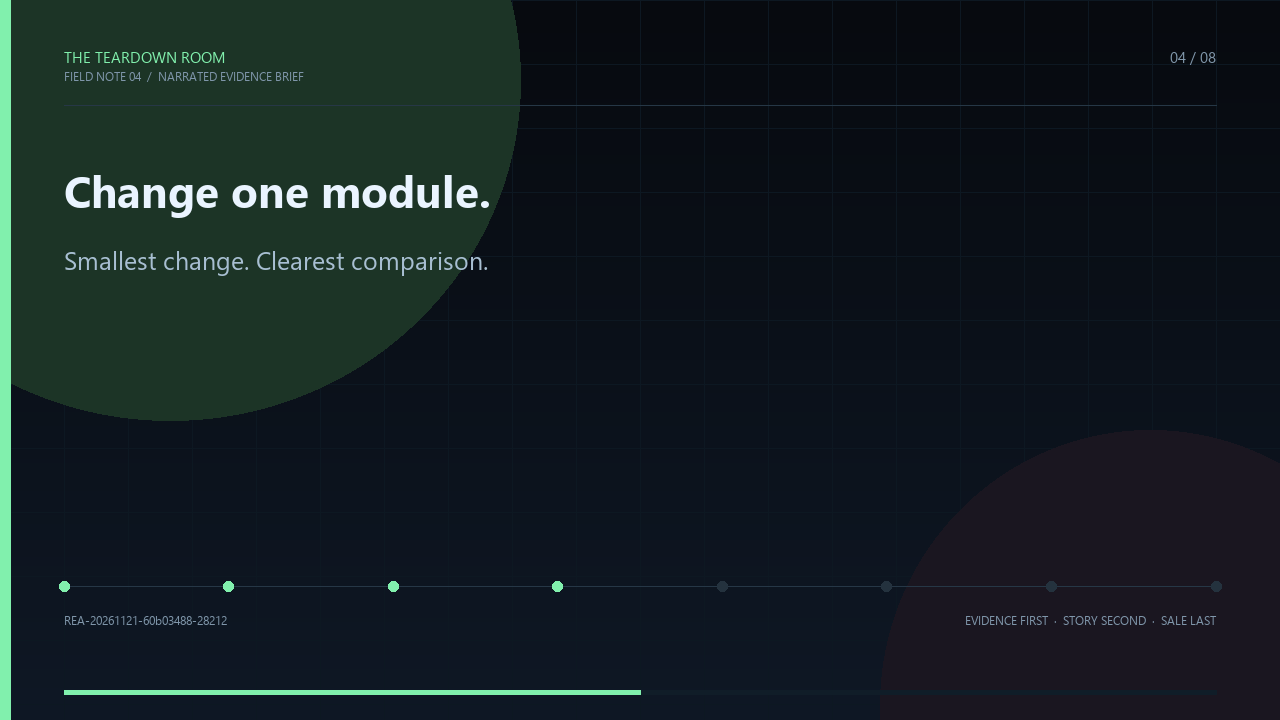 THE TEARDOWN ROOM
04 / 08
FIELD NOTE 04 / NARRATED EVIDENCE BRIEF
Change one module.
Smallest change. Clearest comparison.
REA-20261121-60b03488-28212
EVIDENCE FIRST · STORY SECOND · SALE LAST